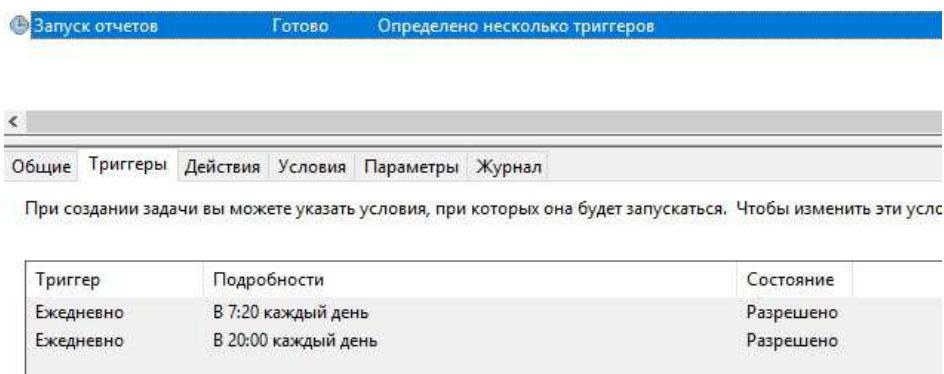 Запуск отчетов Готово Определено несколько триггеров
Общие Триггеры Действия Условия Параметры Журнал
При создании задачи вы можете указать условия, при которых она будет запускаться. Чтобы изменить эти усло
Триггер Подробности Состояние
Ежедневно В 7:20 каждый день Разрешено
Ежедневно В 20:00 каждый день Разрешено